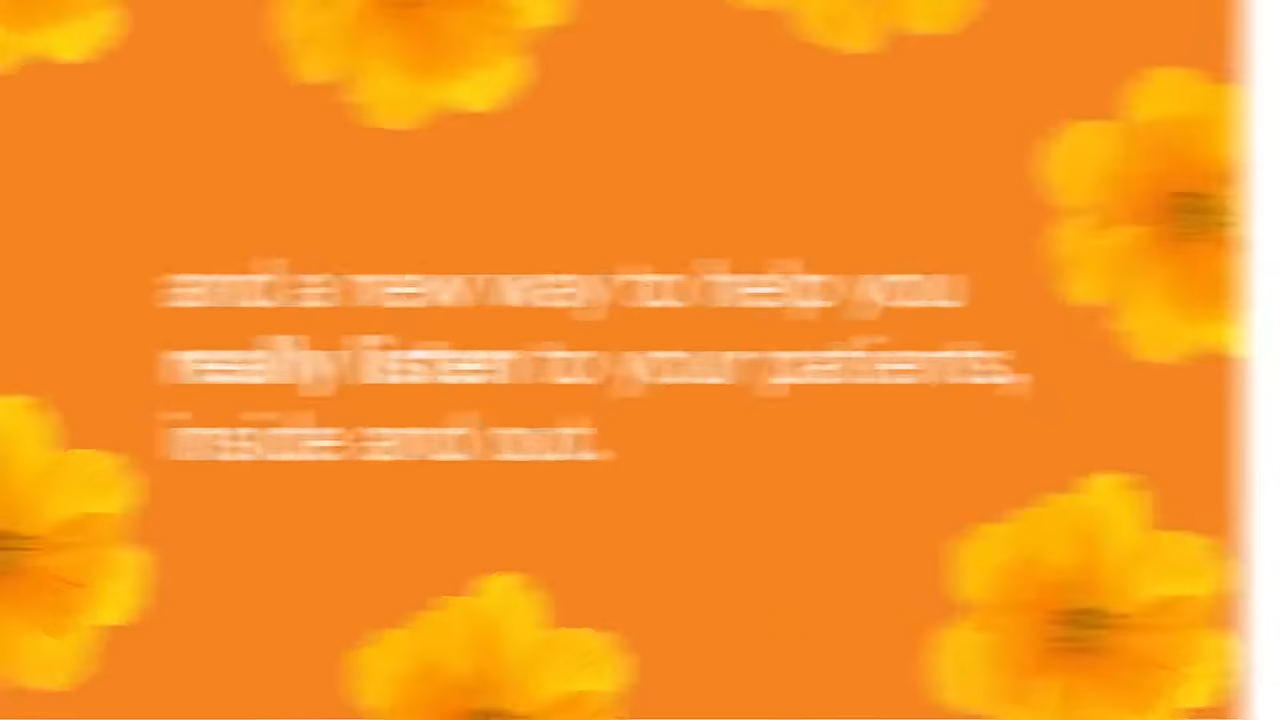 and a new way to help you
really listen to your patients,
inside and out.